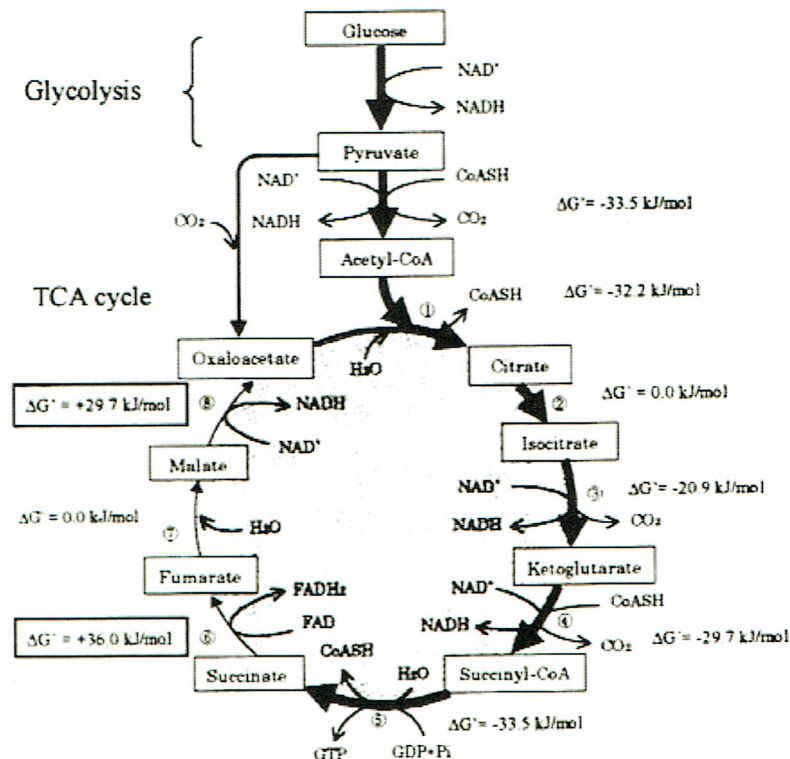 Glucose
NAD⁺
Glycolysis
NADH
Pyruvate
NAD⁺
CoASH
CO₂
NADH
CO₂
ΔG'= -33.5 kJ/mol
Acetyl-CoA
TCA cycle
①
CoASH
ΔG'= -32.2 kJ/mol
Oxaloacetate
H₂O
Citrate
ΔG' = +29.7 kJ/mol
⑧
NADH
②
ΔG' = 0.0 kJ/mol
NAD⁺
Isocitrate
Malate
NAD⁺
③
ΔG' = -20.9 kJ/mol
ΔG' = 0.0 kJ/mol
⑦
H₂O
NADH
CO₂
Fumarate
Ketoglutarate
FADH₂
NAD⁺
CoASH
ΔG' = +36.0 kJ/mol
⑥
FAD
NADH
④
CO₂
ΔG' = -29.7 kJ/mol
CoASH
Succinate
H₂O
Succinyl-CoA
⑤
ΔG' = -33.5 kJ/mol
GTP
GDP+Pi